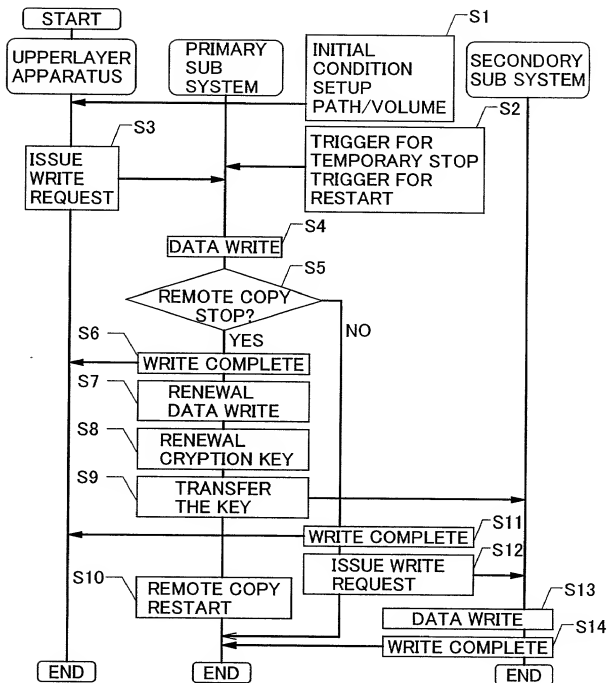 START
UPPERLAYER
APPARATUS
PRIMARY
SUB
SYSTEM
S1
INITIAL
CONDITION
SETUP
PATH/VOLUME
SECONDORY
SUB SYSTEM
S2
S3
ISSUE
WRITE
REQUEST
TRIGGER FOR
TEMPORARY STOP
TRIGGER FOR
RESTART
S4
DATA WRITE
S5
REMOTE COPY
STOP?
NO
YES
S6
WRITE COMPLETE
S7
RENEWAL
DATA WRITE
S8
RENEWAL
CRYPTION KEY
S9
TRANSFER
THE KEY
S11
WRITE COMPLETE
S12
ISSUE WRITE
REQUEST
S10
REMOTE COPY
RESTART
S13
DATA WRITE
S14
WRITE COMPLETE
END
END
END